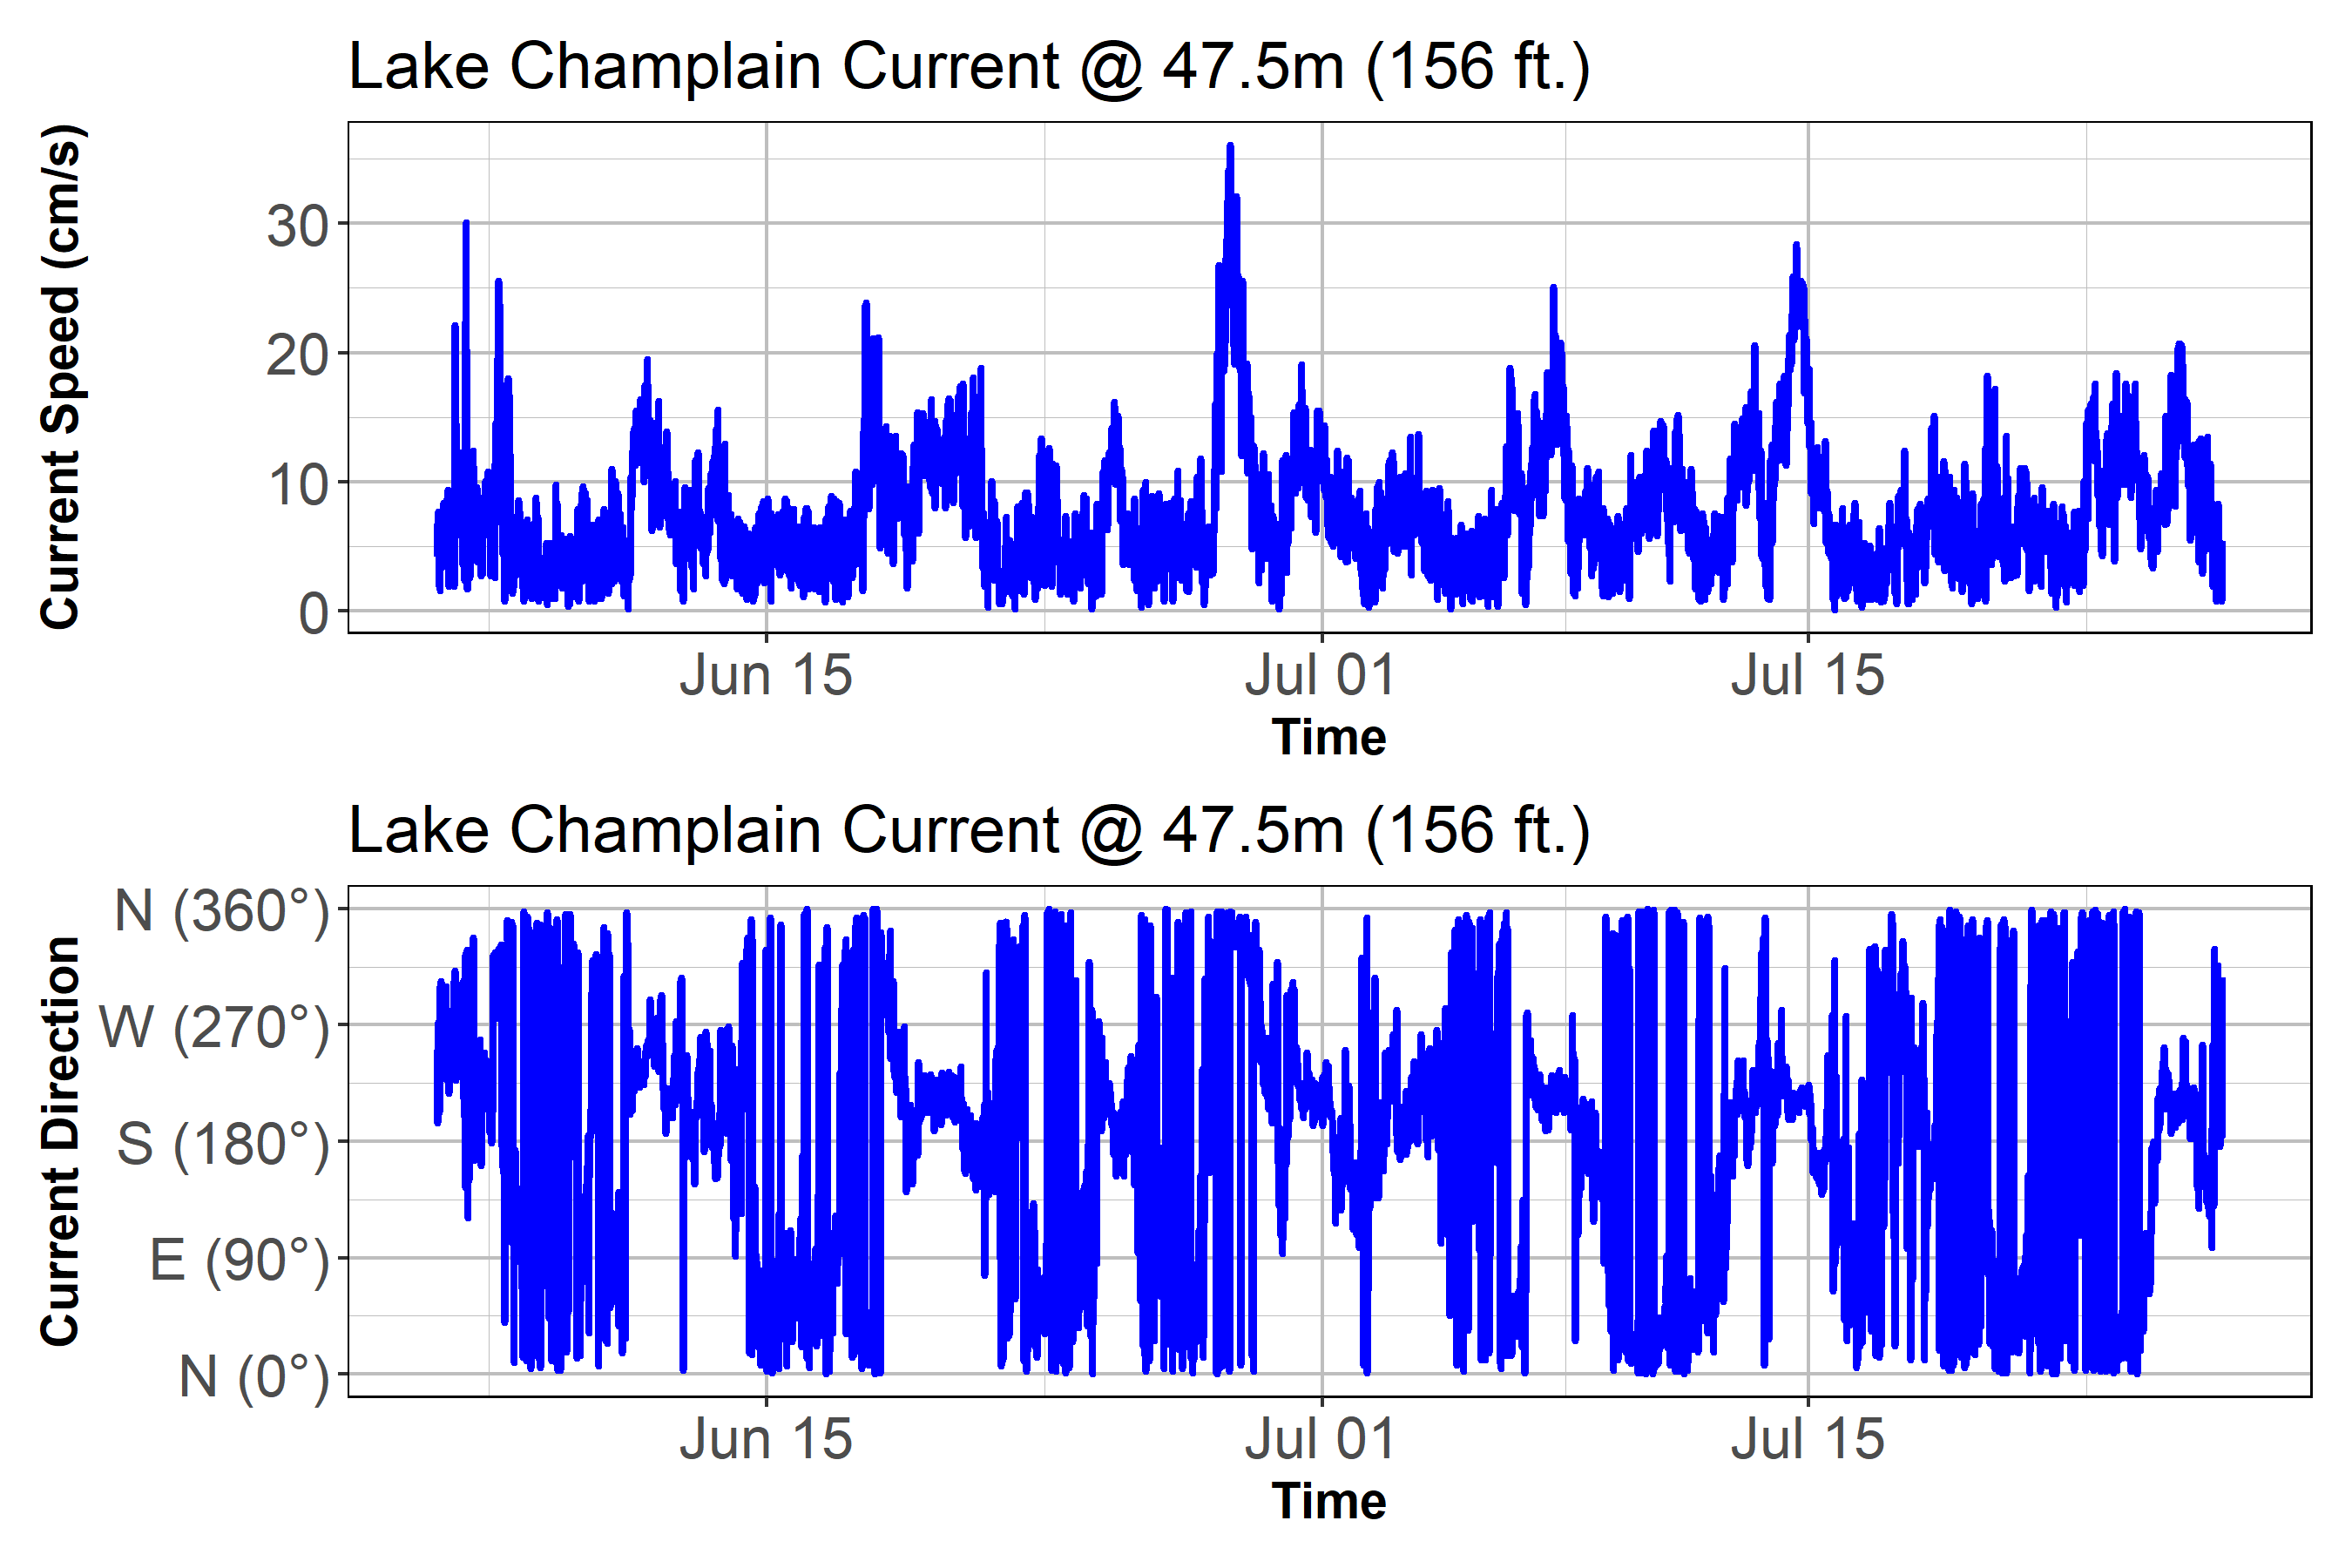 Lake Champlain Current @ 47.5m (156 ft.)
Current Speed (cm/s)
30
20
10
0
Jun 15 Jul 01 Jul 15
Time
Lake Champlain Current @ 47.5m (156 ft.)
Current Direction
N (360°)
W (270°)
S (180°)
E (90°)
N (0°)
Jun 15 Jul 01 Jul 15
Time